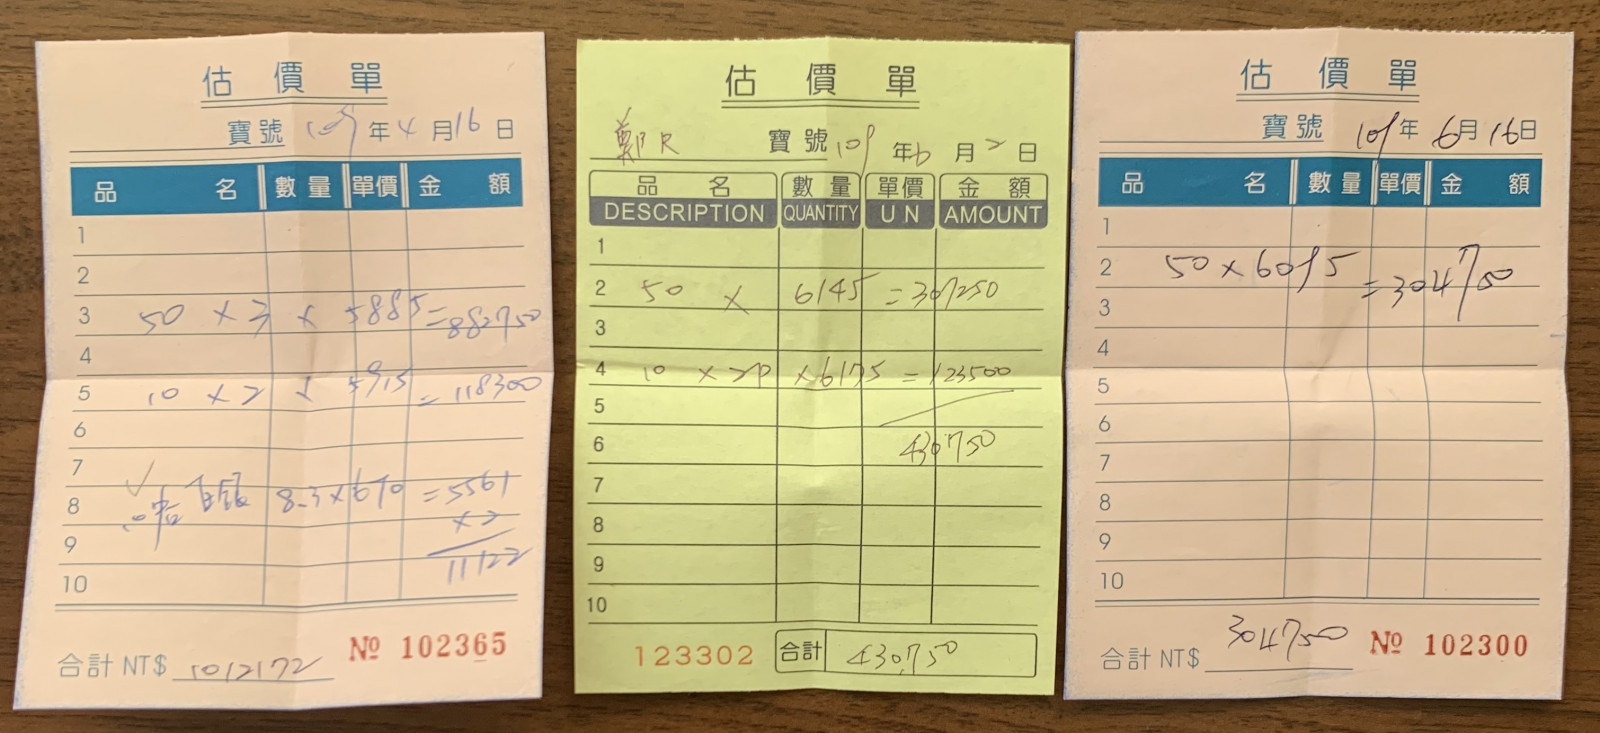 估價單
寶號 109年4月16日
品名 數量 單價 金額
1
2
3 50 × 3 × 5885 = 882750
4
5 10 × 2 × 5915 = 118300
6
7
8 8.3 × 670 = 5561
× 2
9
11122
10
合計 NT$ 1012172 № 102365
估價單
鄭R 寶號 109年6月2日
品名 數量 單價 金額
DESCRIPTION QUANTITY U N AMOUNT
1
2 50 × 6145 = 307250
3
4 10 × 2P × 6175 = 123500
5
6 430750
7
8
9
10
123302 合計 430,750
估價單
寶號 109年6月16日
品名 數量 單價 金額
1
2 50 × 6095 = 304750
3
4
5
6
7
8
9
10
合計 NT$ 304750 № 102300